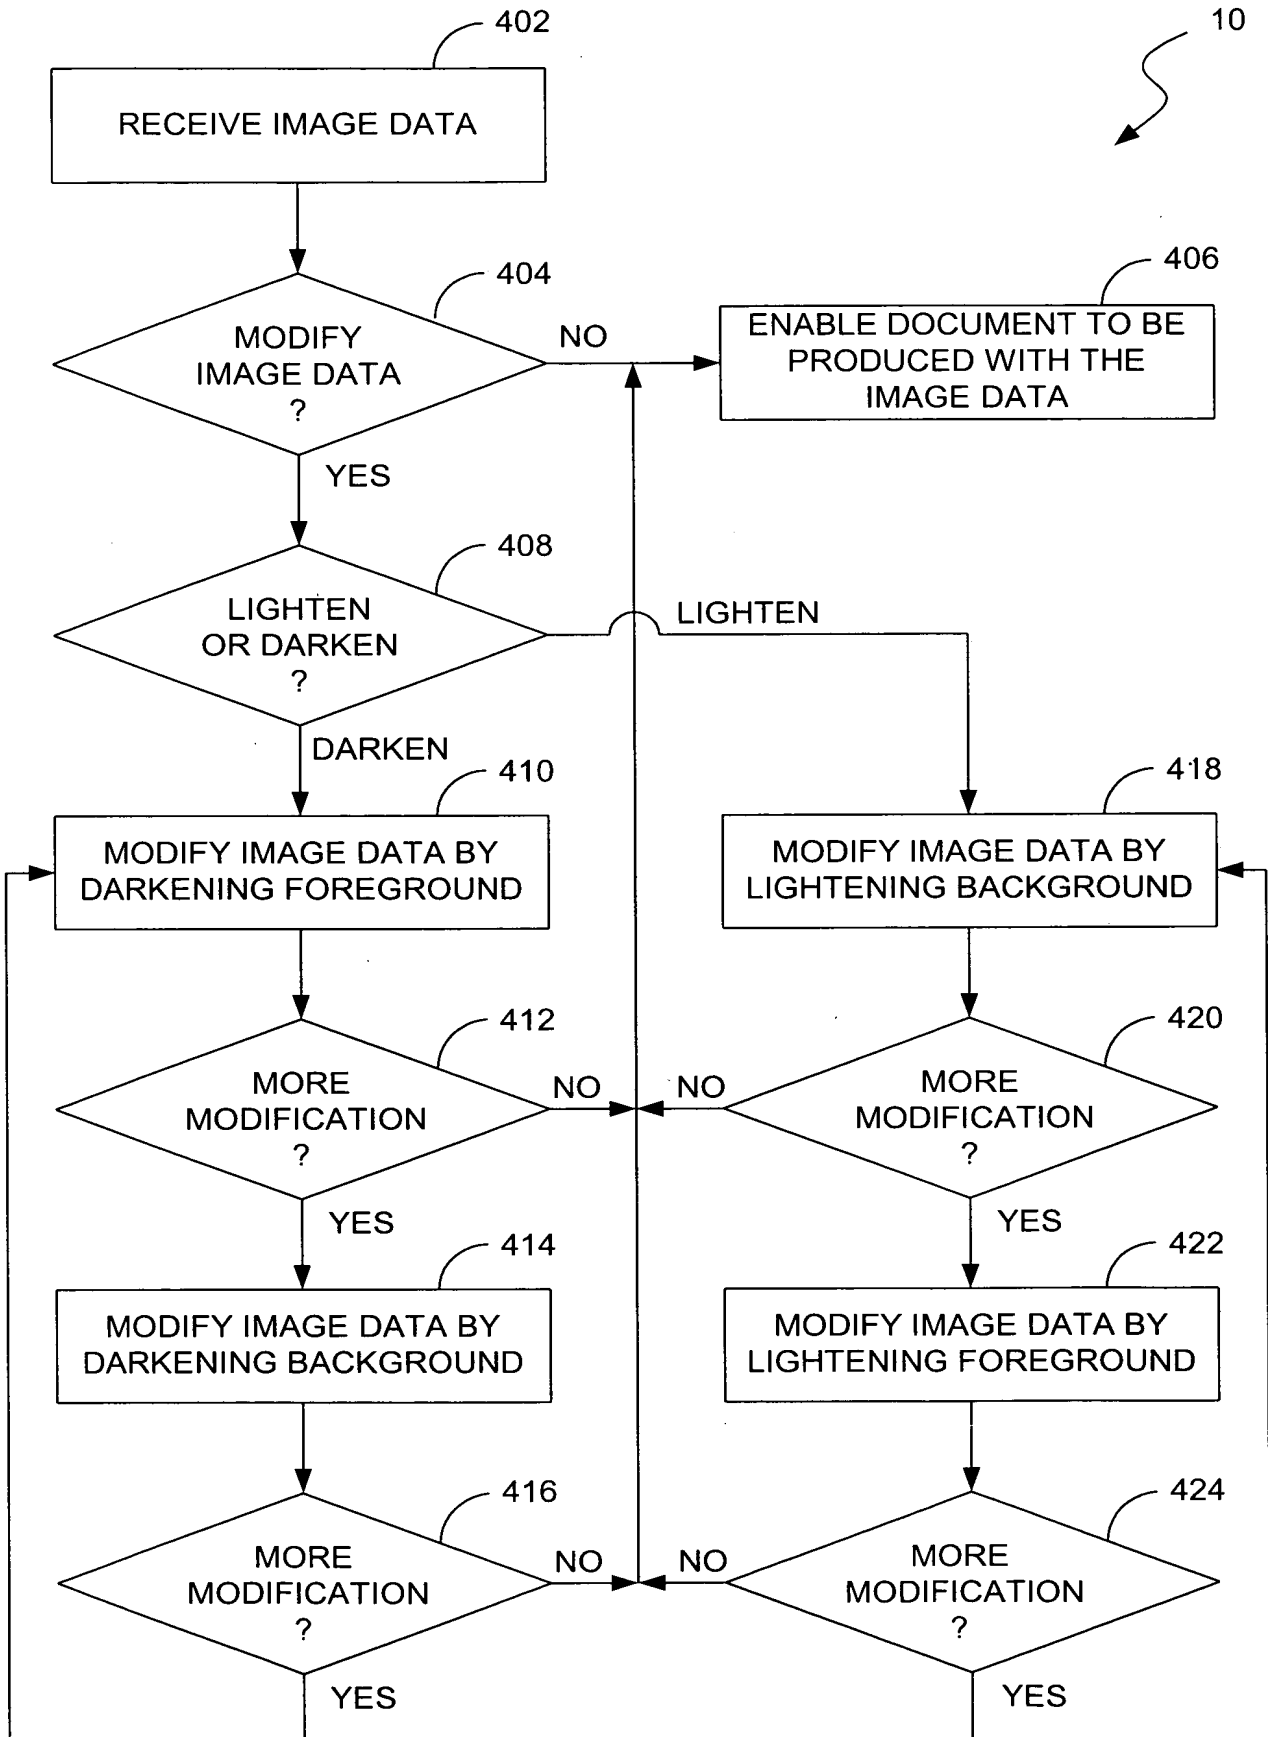 402
10
RECEIVE IMAGE DATA
404
406
MODIFY
IMAGE DATA
?
NO
ENABLE DOCUMENT TO BE
PRODUCED WITH THE
IMAGE DATA
YES
408
LIGHTEN
OR DARKEN
?
LIGHTEN
DARKEN
410
418
MODIFY IMAGE DATA BY
DARKENING FOREGROUND
MODIFY IMAGE DATA BY
LIGHTENING BACKGROUND
412
420
MORE
MODIFICATION
?
NO
NO
MORE
MODIFICATION
?
YES
YES
414
422
MODIFY IMAGE DATA BY
DARKENING BACKGROUND
MODIFY IMAGE DATA BY
LIGHTENING FOREGROUND
416
424
MORE
MODIFICATION
?
NO
NO
MORE
MODIFICATION
?
YES
YES